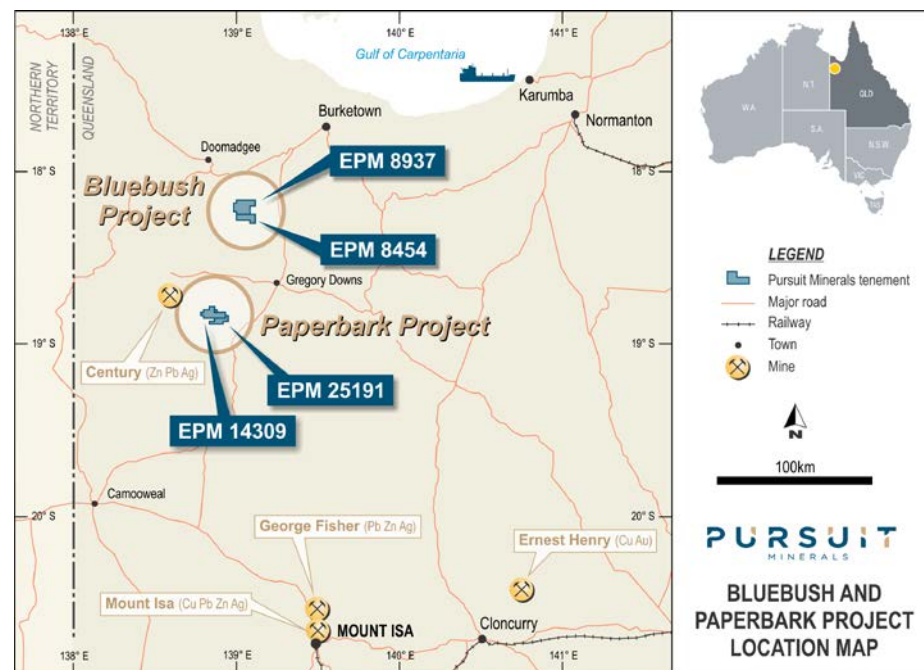 138° E
139° E
140° E
141° E
Gulf of Carpentaria
NORTHERN
TERRITORY
QUEENSLAND
Karumba
Burketown
Normanton
Doomadgee
18° S
18° S
EPM 8937
Bluebush
Project
EPM 8454
Gregory Downs
Paperbark Project
19° S
19° S
Century (Zn Pb Ag)
EPM 25191
EPM 14309
Camooweal
20° S
20° S
George Fisher (Pb Zn Ag)
Ernest Henry (Cu Au)
Mount Isa (Cu Pb Zn Ag)
MOUNT ISA
Cloncurry
138° E
139° E
140° E
141° E
W.A.
N.T.
QLD
S.A.
N.S.W.
VIC
TAS
LEGEND
Pursuit Minerals tenement
Major road
Railway
Town
Mine
N
100km
PURSUIT
MINERALS
BLUEBUSH AND
PAPERBARK PROJECT
LOCATION MAP